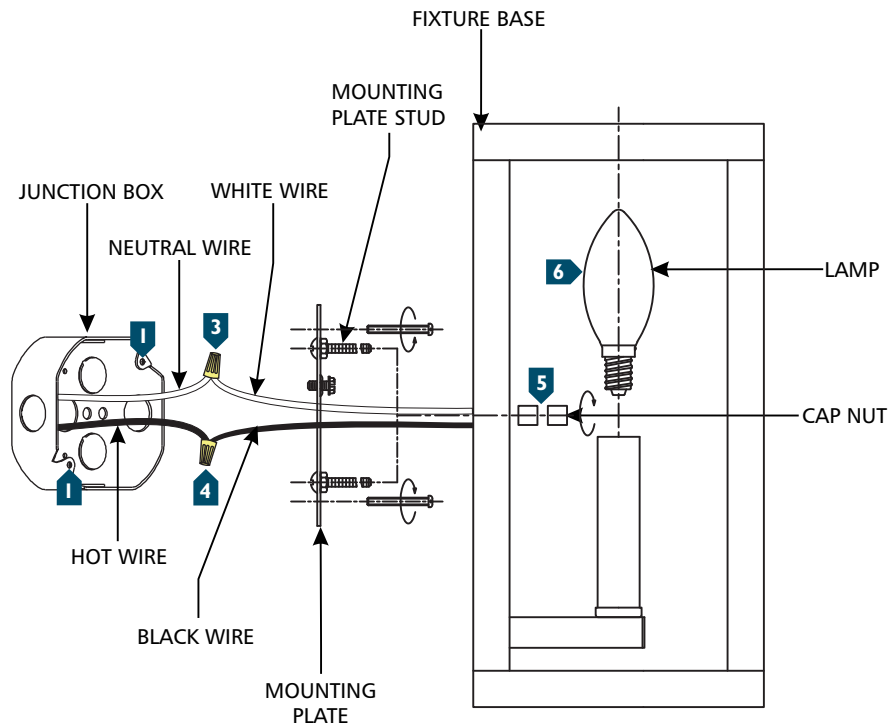 FIXTURE BASE
MOUNTING
PLATE STUD
JUNCTION BOX
WHITE WIRE
NEUTRAL WIRE
6
LAMP
3
1
5
CAP NUT
4
1
HOT WIRE
BLACK WIRE
MOUNTING
PLATE